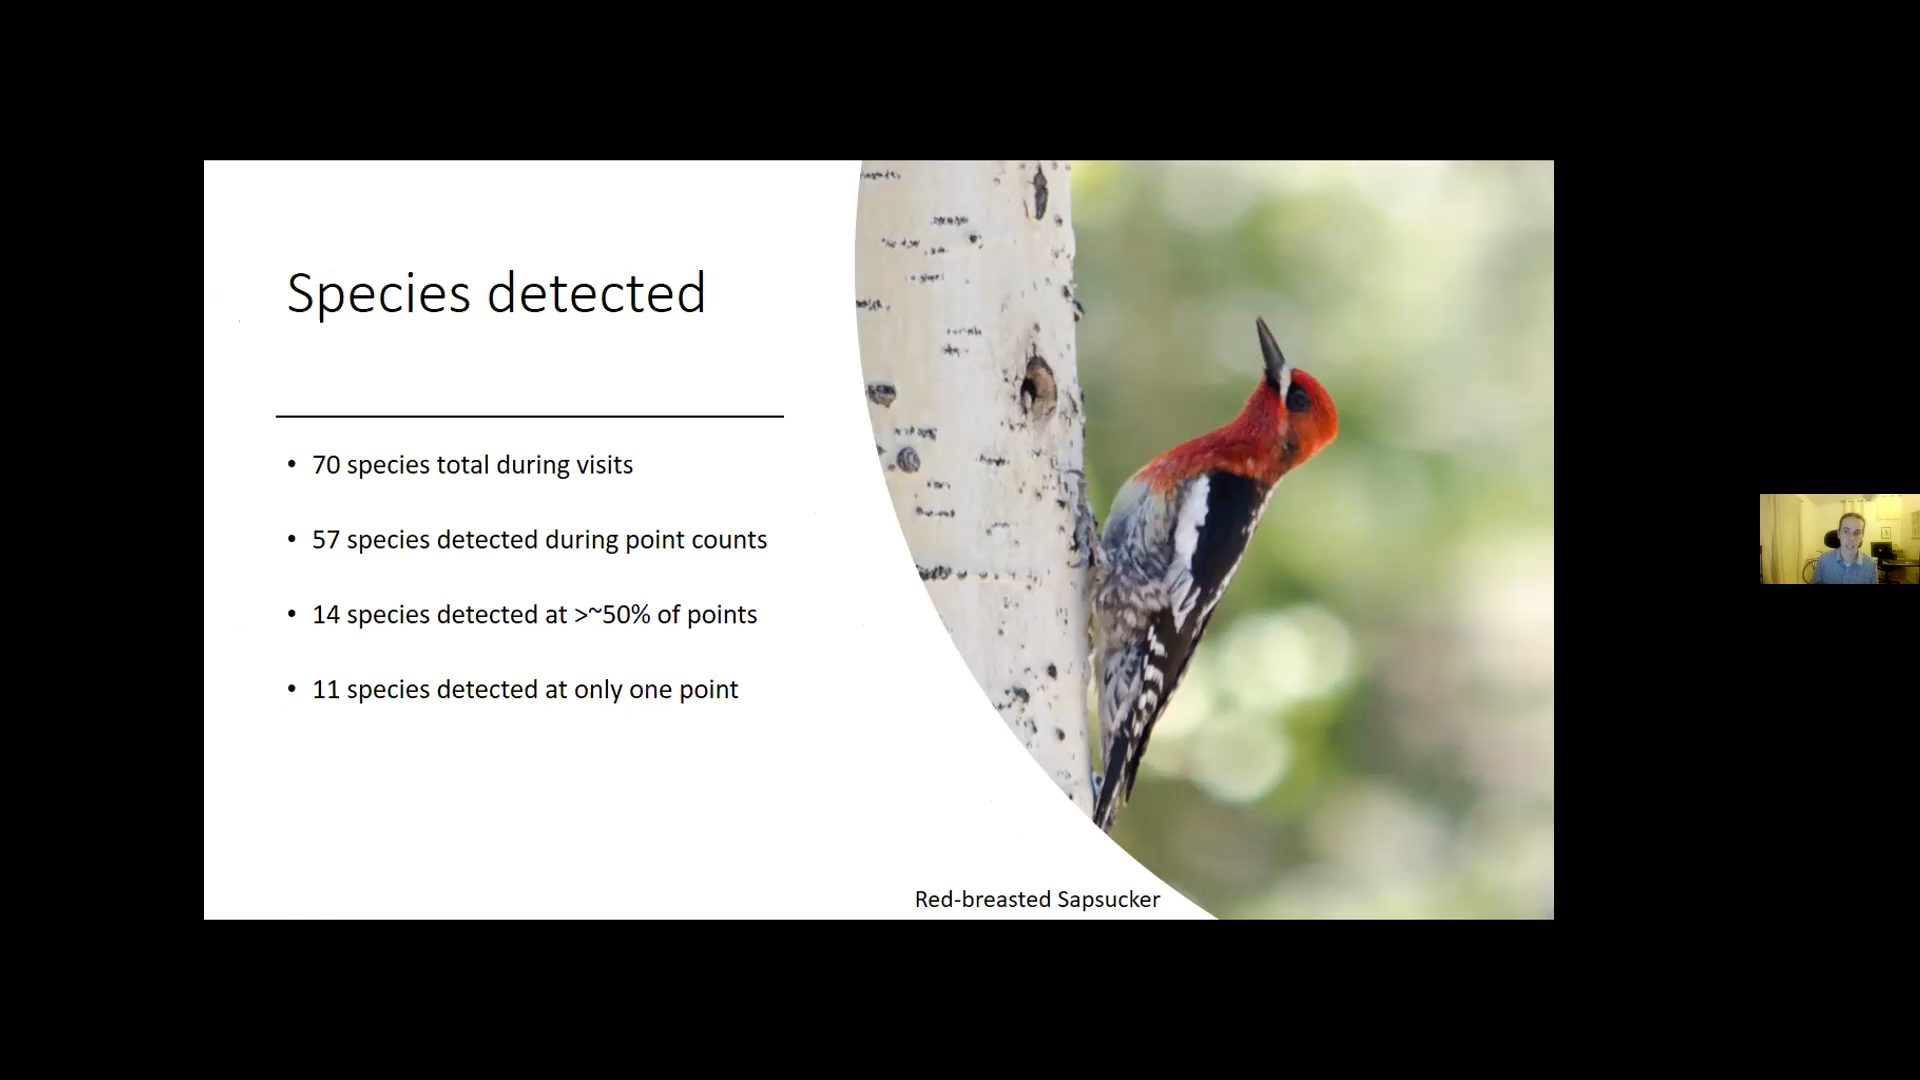 Species detected
• 70 species total during visits
• 57 species detected during point counts
• 14 species detected at >~50% of points
• 11 species detected at only one point
Red-breasted Sapsucker